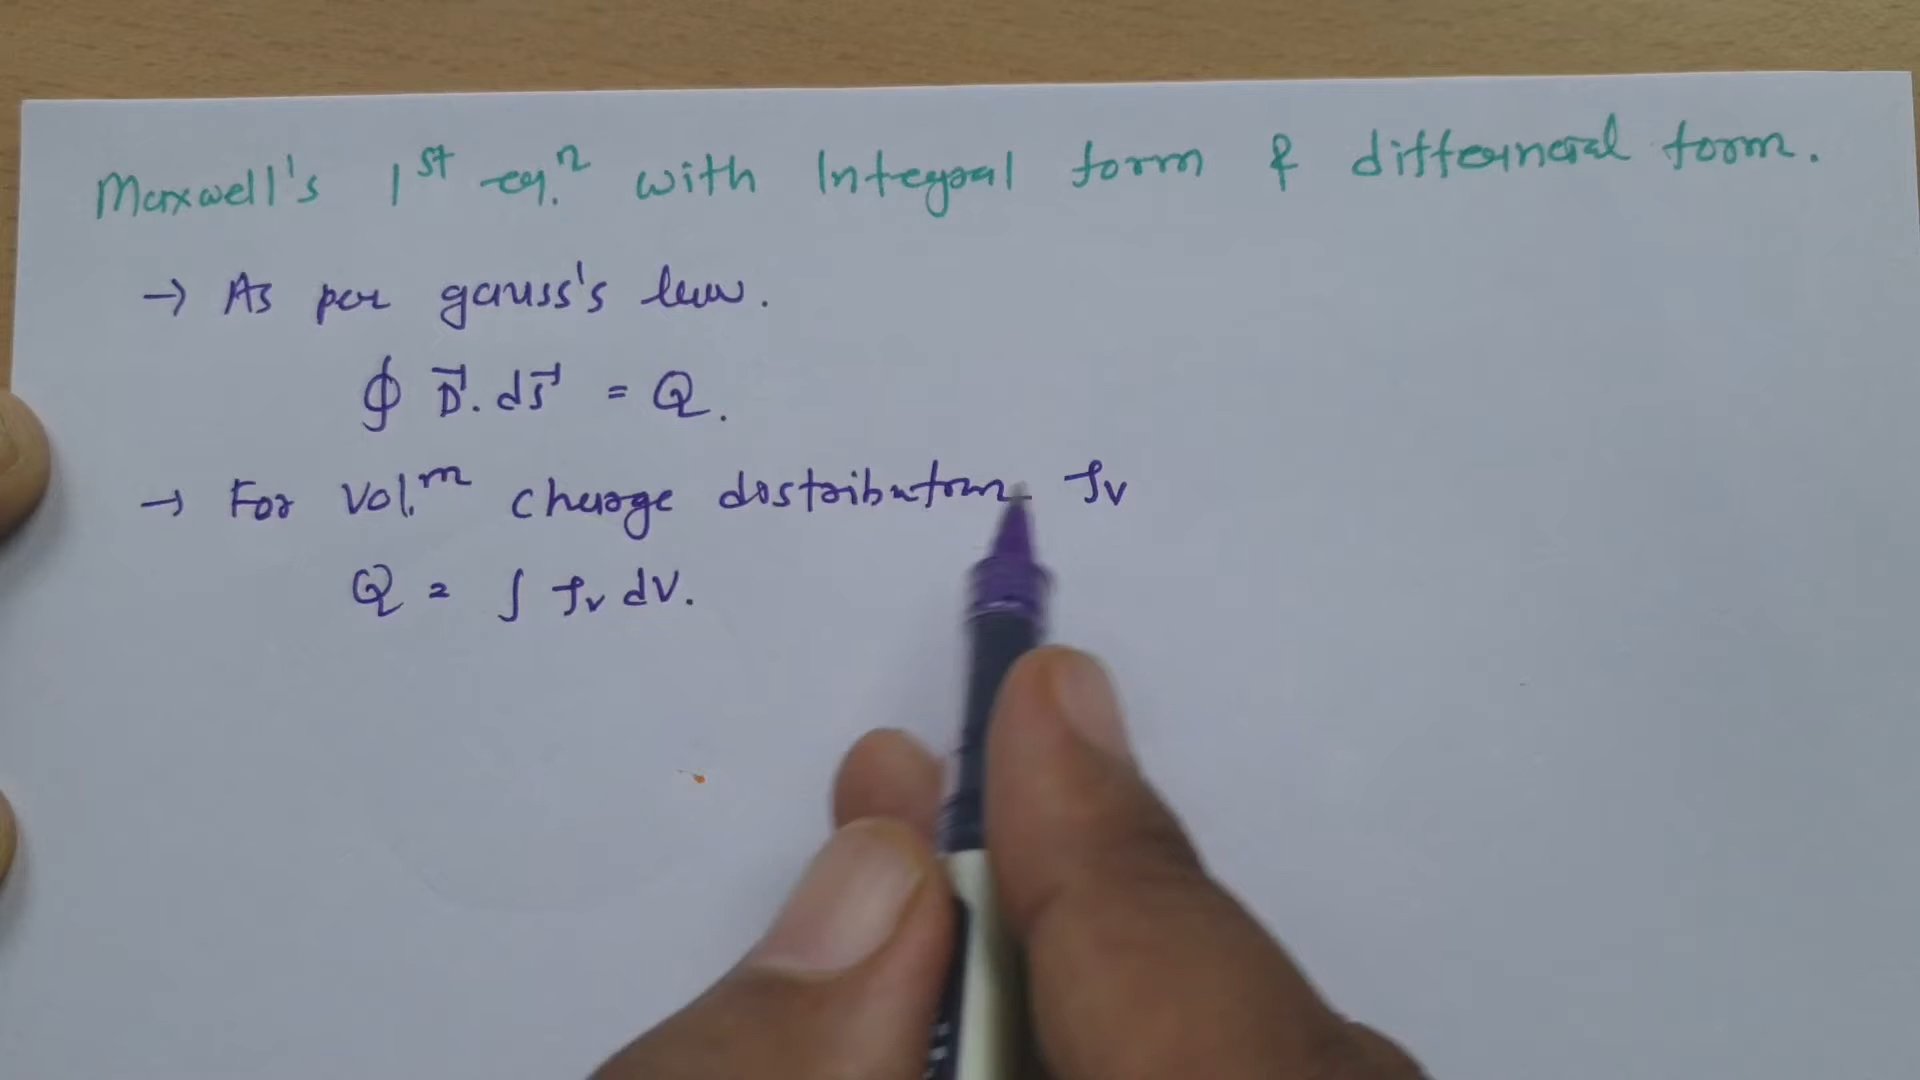 Maxwell's 1st eq.n with Integral form & differneral form.
→ As per gauss's law.
∮ D⃗. ds⃗ = Q.
→ For Vol.m charge distribution ρv
Q = ∫ ρv dv.